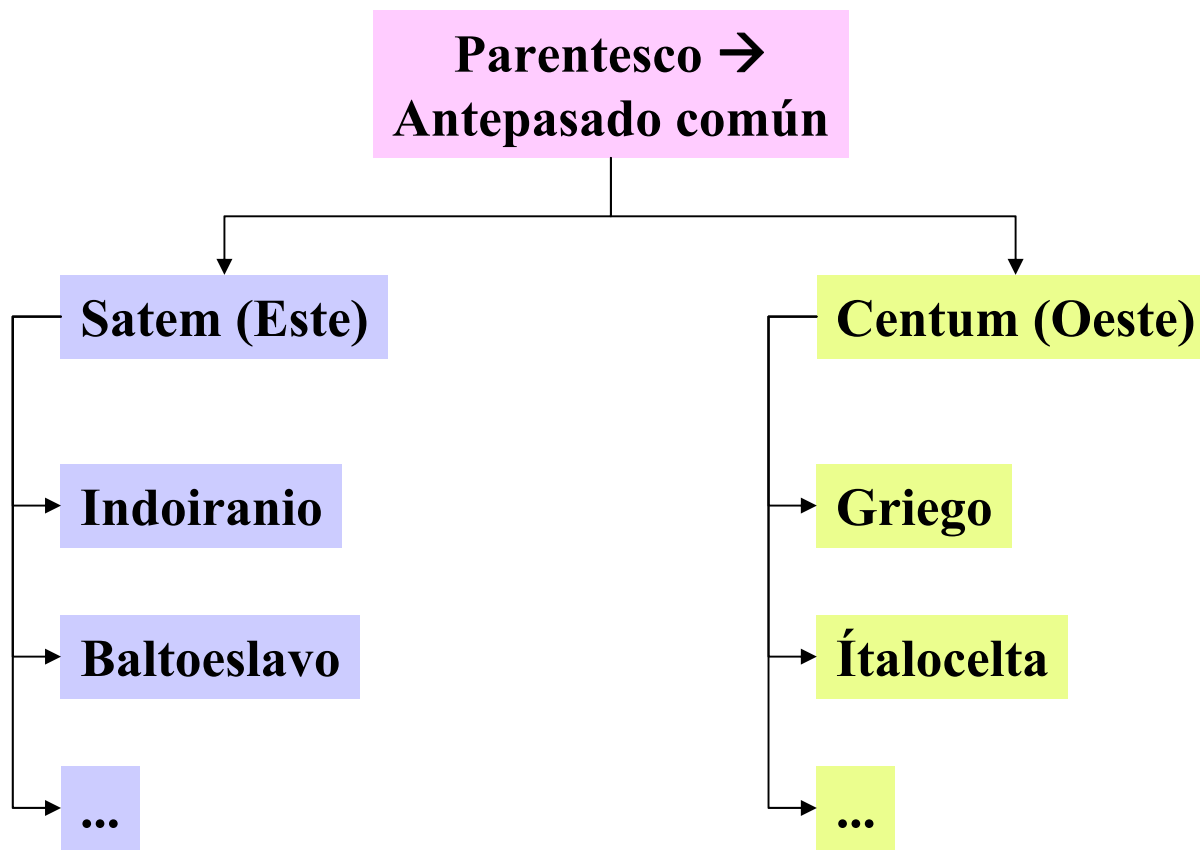 Parentesco →
Antepasado común
Satem (Este)
Indoiranio
Baltoeslavo
...
Centum (Oeste)
Griego
Ítalocelta
...